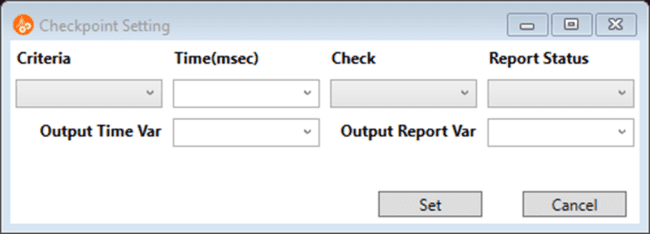 Checkpoint Setting
Criteria Time(msec) Check Report Status
Output Time Var Output Report Var
Set Cancel